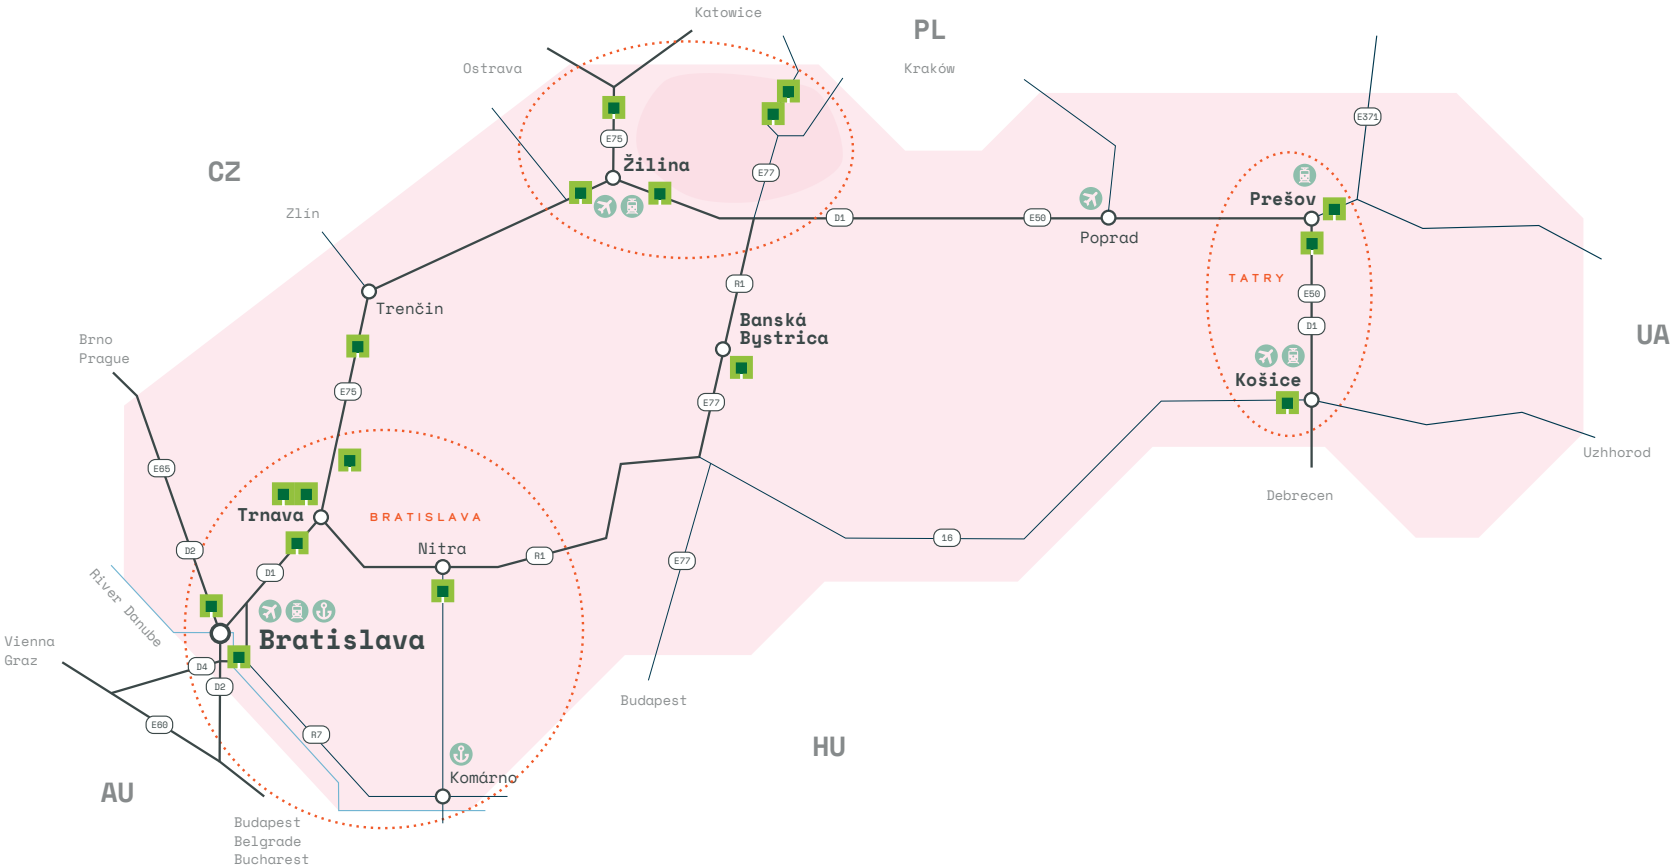 Katowice
PL
Ostrava
Kraków
E75
E371
Žilina
E77
CZ
Prešov
Zlín
D1
E50
Poprad
TATRY
R1
E50
Trenčin
Banská
Bystrica
D1
UA
Brno
Prague
E75
Košice
E77
Uzhhorod
E65
Debrecen
Trnava
BRATISLAVA
16
D2
Nitra
R1
E77
D1
River Danube
Bratislava
Vienna
Graz
D4
D2
Budapest
E60
R7
HU
Komárno
AU
Budapest
Belgrade
Bucharest